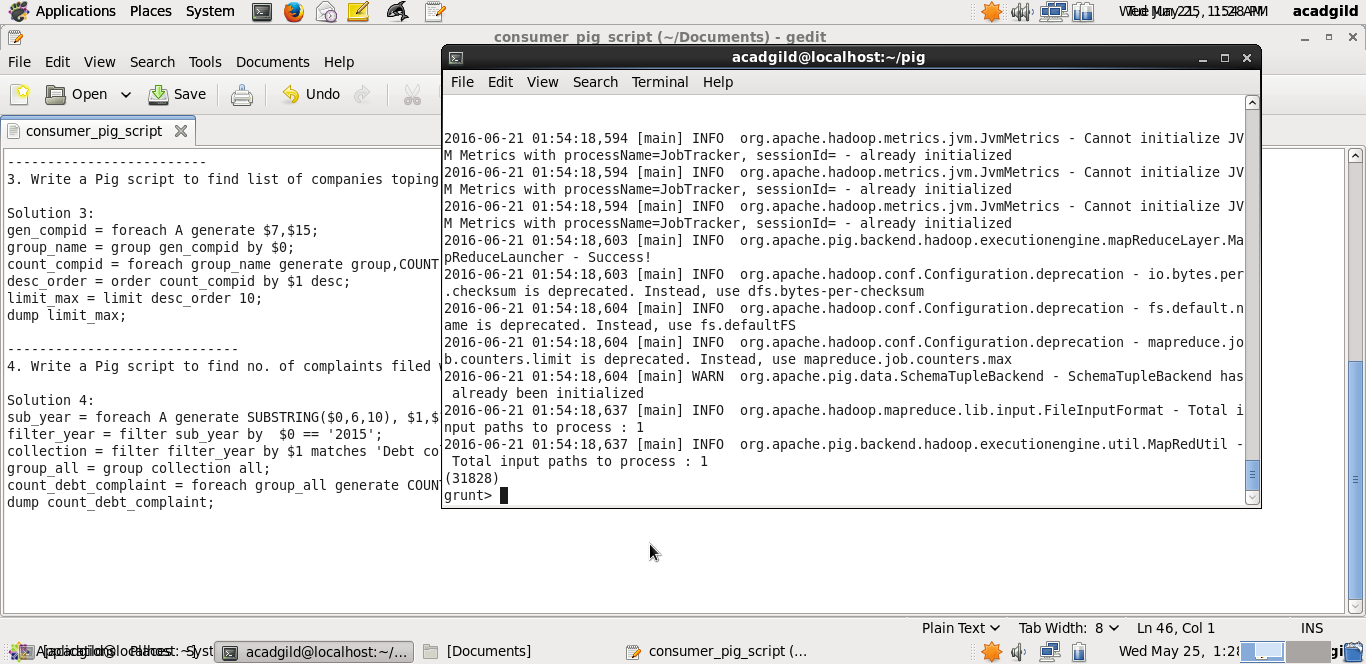 Applications Places System
acadgild
consumer_pig_script (~/Documents) - gedit
File Edit View Search Tools Documents Help
Open Save Undo
consumer_pig_script
------------------------
3. Write a Pig script to find list of companies toping
Solution 3:
gen_compid = foreach A generate $7,$15;
group_name = group gen_compid by $0;
count_compid = foreach group_name generate group,COUNT
desc_order = order count_compid by $1 desc;
limit_max = limit desc_order 10;
dump limit_max;
----------------------------
4. Write a Pig script to find no. of complaints filed
Solution 4:
sub_year = foreach A generate SUBSTRING($0,6,10), $1,$
filter_year = filter sub_year by  $0 == '2015';
collection = filter filter_year by $1 matches 'Debt co
group_all = group collection all;
count_debt_complaint = foreach group_all generate COUN
dump count_debt_complaint;
acadgild@localhost:~/pig
File Edit View Search Terminal Help
2016-06-21 01:54:18,594 [main] INFO  org.apache.hadoop.metrics.jvm.JvmMetrics - Cannot initialize JV
M Metrics with processName=JobTracker, sessionId= - already initialized
2016-06-21 01:54:18,594 [main] INFO  org.apache.hadoop.metrics.jvm.JvmMetrics - Cannot initialize JV
M Metrics with processName=JobTracker, sessionId= - already initialized
2016-06-21 01:54:18,594 [main] INFO  org.apache.hadoop.metrics.jvm.JvmMetrics - Cannot initialize JV
M Metrics with processName=JobTracker, sessionId= - already initialized
2016-06-21 01:54:18,603 [main] INFO  org.apache.pig.backend.hadoop.executionengine.mapReduceLayer.Ma
pReduceLauncher - Success!
2016-06-21 01:54:18,603 [main] INFO  org.apache.hadoop.conf.Configuration.deprecation - io.bytes.per
.checksum is deprecated. Instead, use dfs.bytes-per-checksum
2016-06-21 01:54:18,604 [main] INFO  org.apache.hadoop.conf.Configuration.deprecation - fs.default.n
ame is deprecated. Instead, use fs.defaultFS
2016-06-21 01:54:18,604 [main] INFO  org.apache.hadoop.conf.Configuration.deprecation - mapreduce.jo
b.counters.limit is deprecated. Instead, use mapreduce.job.counters.max
2016-06-21 01:54:18,604 [main] WARN  org.apache.pig.data.SchemaTupleBackend - SchemaTupleBackend has
 already been initialized
2016-06-21 01:54:18,637 [main] INFO  org.apache.hadoop.mapreduce.lib.input.FileInputFormat - Total i
nput paths to process : 1
2016-06-21 01:54:18,637 [main] INFO  org.apache.pig.backend.hadoop.executionengine.util.MapRedUtil -
 Total input paths to process : 1
(31828)
grunt>
Plain Text Tab Width: 8 Ln 46, Col 1 INS
acadgild@localhost:~/... [Documents] consumer_pig_script (... Wed May 25,